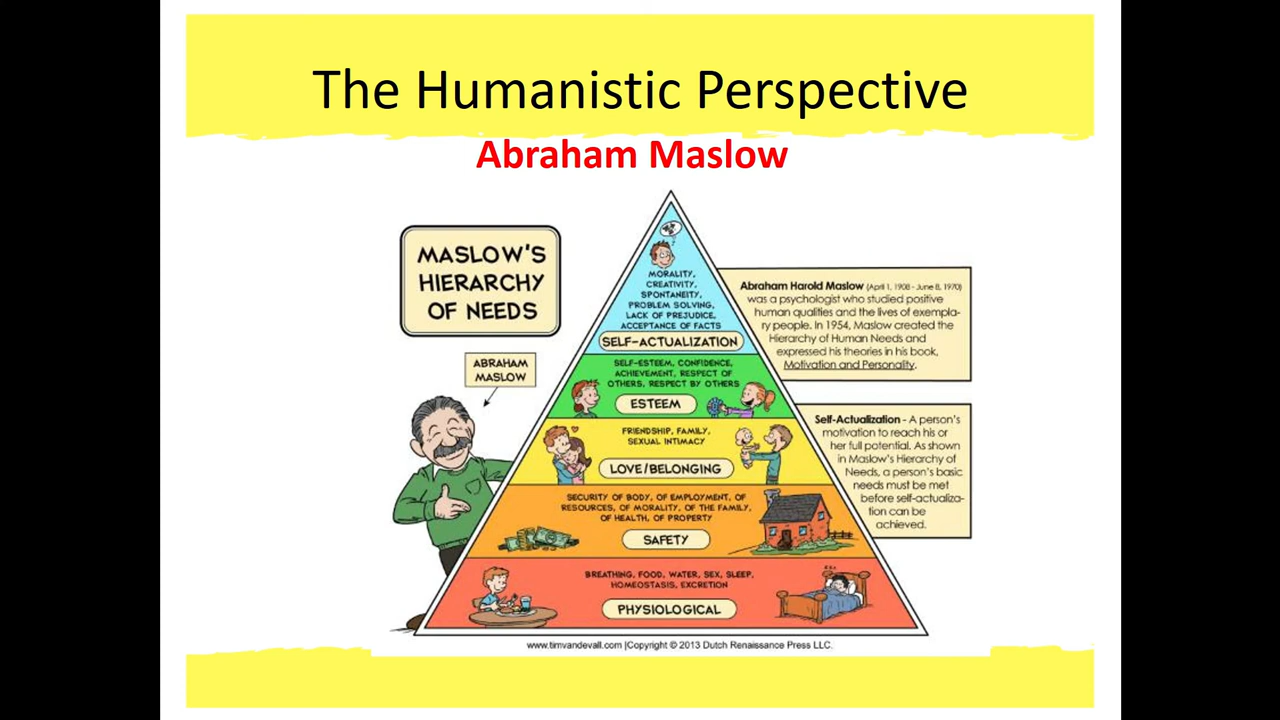 The Humanistic Perspective
Abraham Maslow
MASLOW'S
HIERARCHY
OF NEEDS
ABRAHAM
MASLOW
MORALITY,
CREATIVITY,
SPONTANEITY,
PROBLEM SOLVING,
LACK OF PREJUDICE,
ACCEPTANCE OF FACTS
SELF-ACTUALIZATION
SELF-ESTEEM, CONFIDENCE,
ACHIEVEMENT, RESPECT OF
OTHERS, RESPECT BY OTHERS
ESTEEM
FRIENDSHIP, FAMILY,
SEXUAL INTIMACY
LOVE/BELONGING
SECURITY OF BODY, OF EMPLOYMENT, OF
RESOURCES, OF MORALITY, OF THE FAMILY,
OF HEALTH, OF PROPERTY
SAFETY
BREATHING, FOOD, WATER, SEX, SLEEP,
HOMEOSTASIS, EXCRETION
PHYSIOLOGICAL
Abraham Harold Maslow (April 1, 1908 - June 8, 1970)
was a psychologist who studied positive
human qualities and the lives of exempla-
ry people. In 1954, Maslow created the
Hierarchy of Human Needs and
expressed his theories in his book,
Motivation and Personality.
Self-Actualization - A person's
motivation to reach his or
her full potential. As shown
in Maslow's Hierarchy of
Needs, a person's basic
needs must be met
before self-actualiza-
tion can be
achieved.
www.timvandevall.com |Copyright © 2013 Dutch Renaissance Press LLC.